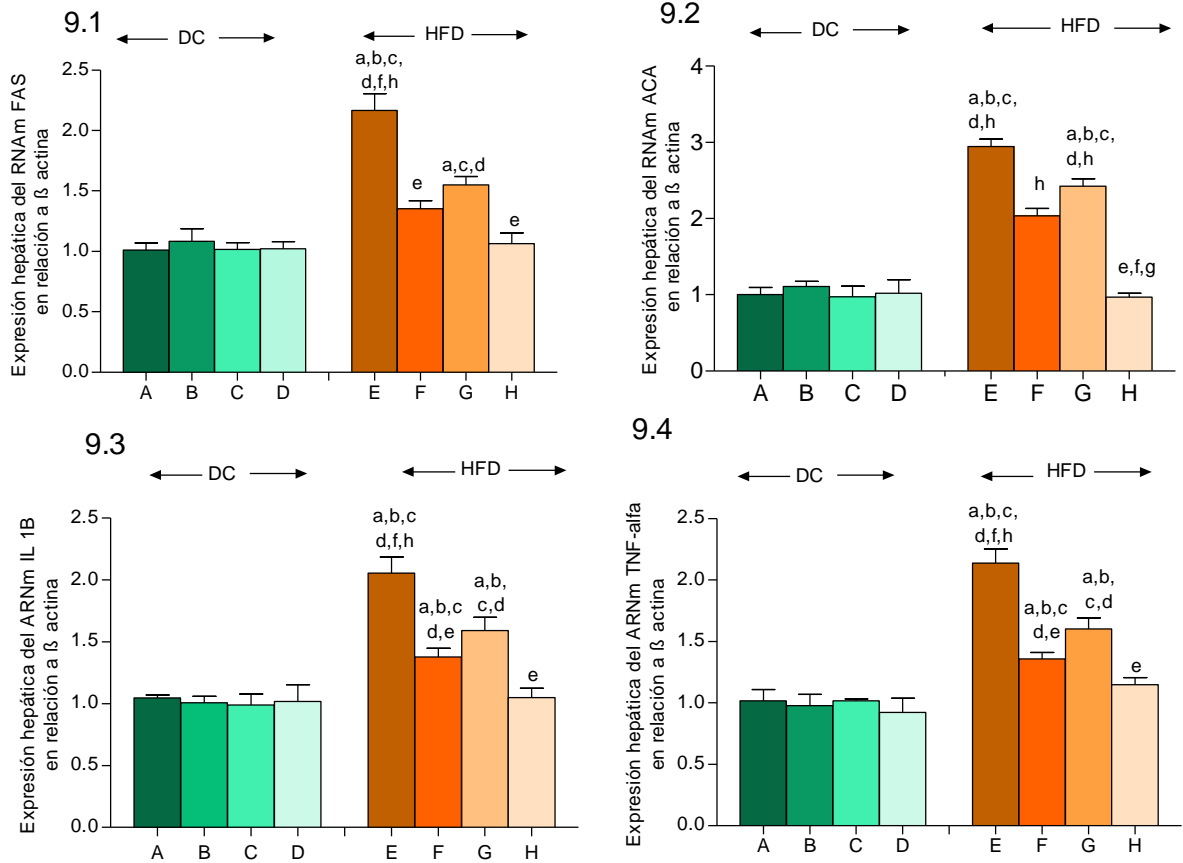 9.1
DC
HFD
Expresión hepática del RNAm FAS
en relación a ß actina
2.5
2.0
1.5
1.0
0.5
0.0
a,b,c,
d,f,h
e
a,c,d
e
A B C D E F G H
9.2
DC
HFD
Expresión hepática del RNAm ACA
en relación a ß actina
4
3
2
1
0
a,b,c,
d,h
h
a,b,c,
d,h
e,f,g
A B C D E F G H
9.3
DC
HFD
Expresión hepática del ARNm IL 1B
en relación a ß actina
2.5
2.0
1.5
1.0
0.5
0.0
a,b,c
d,f,h
a,b,c
d,e
a,b,
c,d
e
A B C D E F G H
9.4
DC
HFD
Expresión hepática del ARNm TNF-alfa
en relación a ß actina
2.5
2.0
1.5
1.0
0.5
0.0
a,b,c,
d,f,h
a,b,c
d,e
a,b,
c,d
e
A B C D E F G H